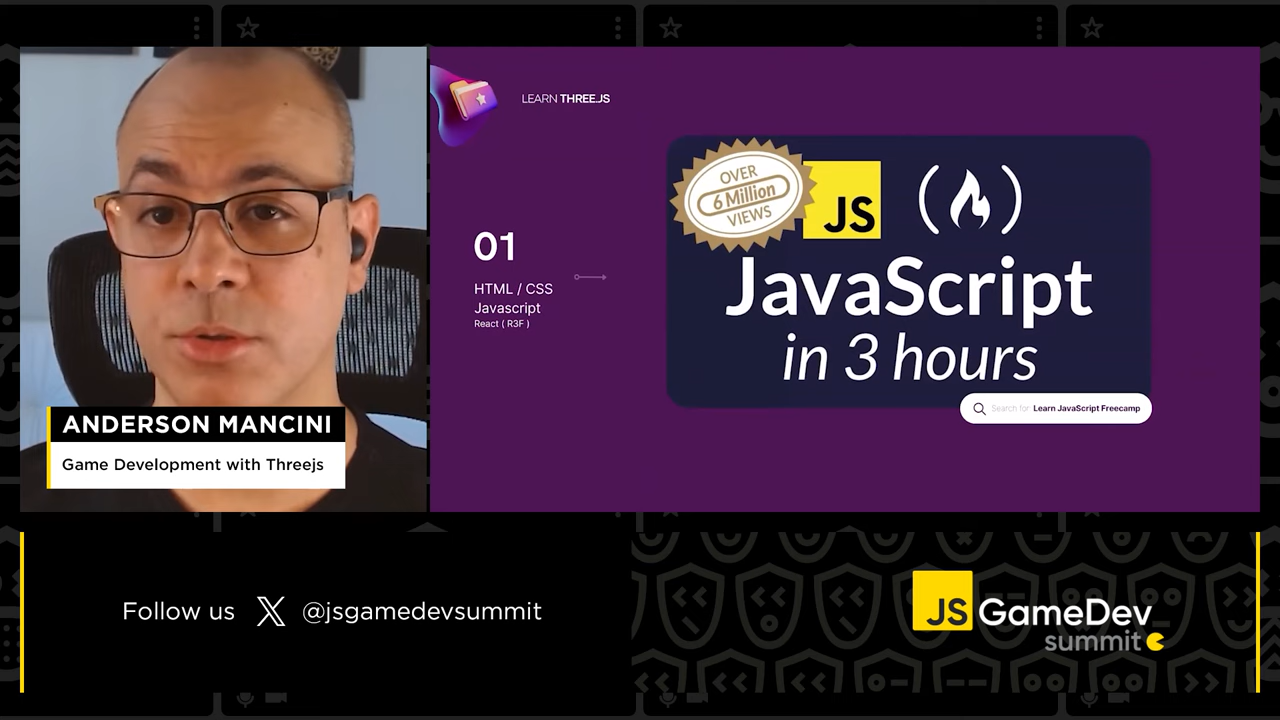 LEARN THREE.JS
01
HTML / CSS
Javascript
React ( R3F )
OVER
6 Million
VIEWS
JS
JavaScript
in 3 hours
Search for Learn JavaScript Freecamp
ANDERSON MANCINI
Game Development with Threejs
Follow us X @jsgamedevsummit
JS GameDev
summit